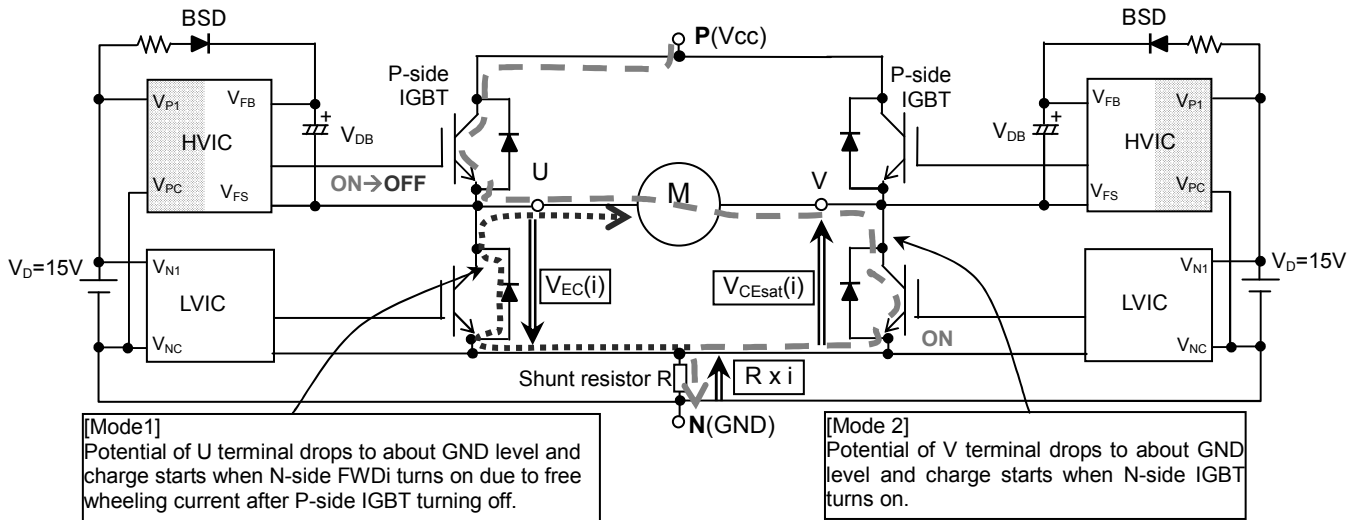 BSD
BSD
P(Vcc)
P-side
IGBT
P-side
IGBT
VP1
VFB
VDB
HVIC
VPC
VFS
ON→OFF
U
M
V
VFB
VP1
VDB
HVIC
VPC
VFS
VD=15V
VN1
LVIC
VNC
VEC(i)
VCEsat(i)
ON
VN1
LVIC
VNC
VD=15V
Shunt resistor R
R x i
N(GND)
[Mode1]
Potential of U terminal drops to about GND level and
charge starts when N-side FWDi turns on due to free
wheeling current after P-side IGBT turning off.
[Mode 2]
Potential of V terminal drops to about GND
level and charge starts when N-side IGBT
turns on.